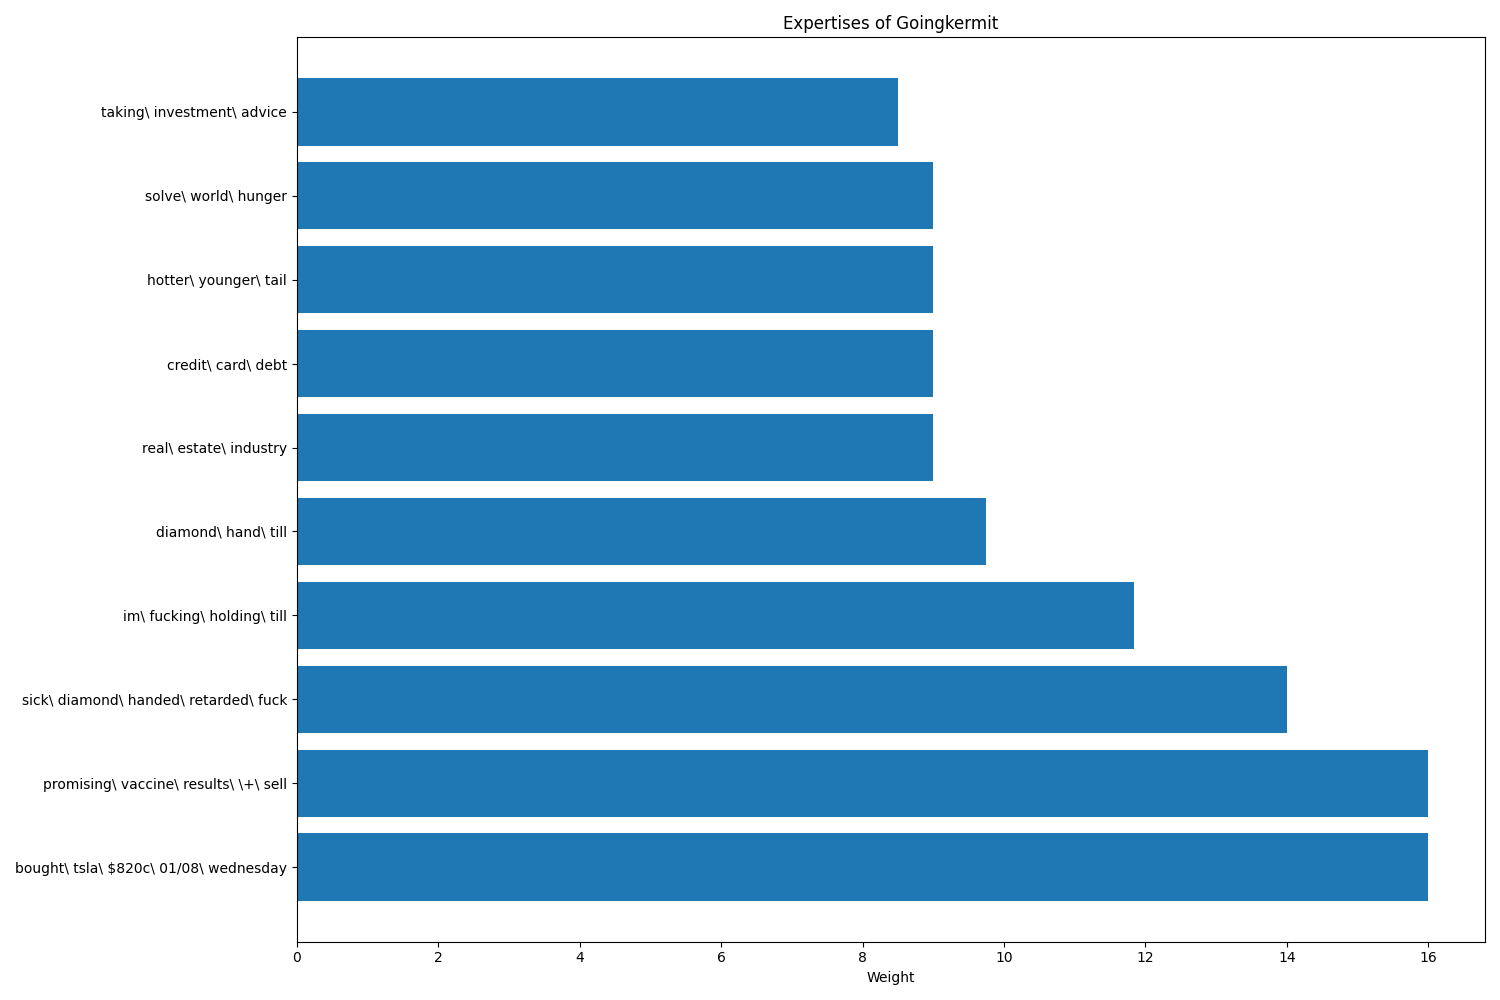 Expertises of Goingkermit
taking\ investment\ advice
solve\ world\ hunger
hotter\ younger\ tail
credit\ card\ debt
real\ estate\ industry
diamond\ hand\ till
im\ fucking\ holding\ till
sick\ diamond\ handed\ retarded\ fuck
promising\ vaccine\ results\ \+\ sell
bought\ tsla\ $820c\ 01/08\ wednesday
0 2 4 6 8 10 12 14 16
Weight